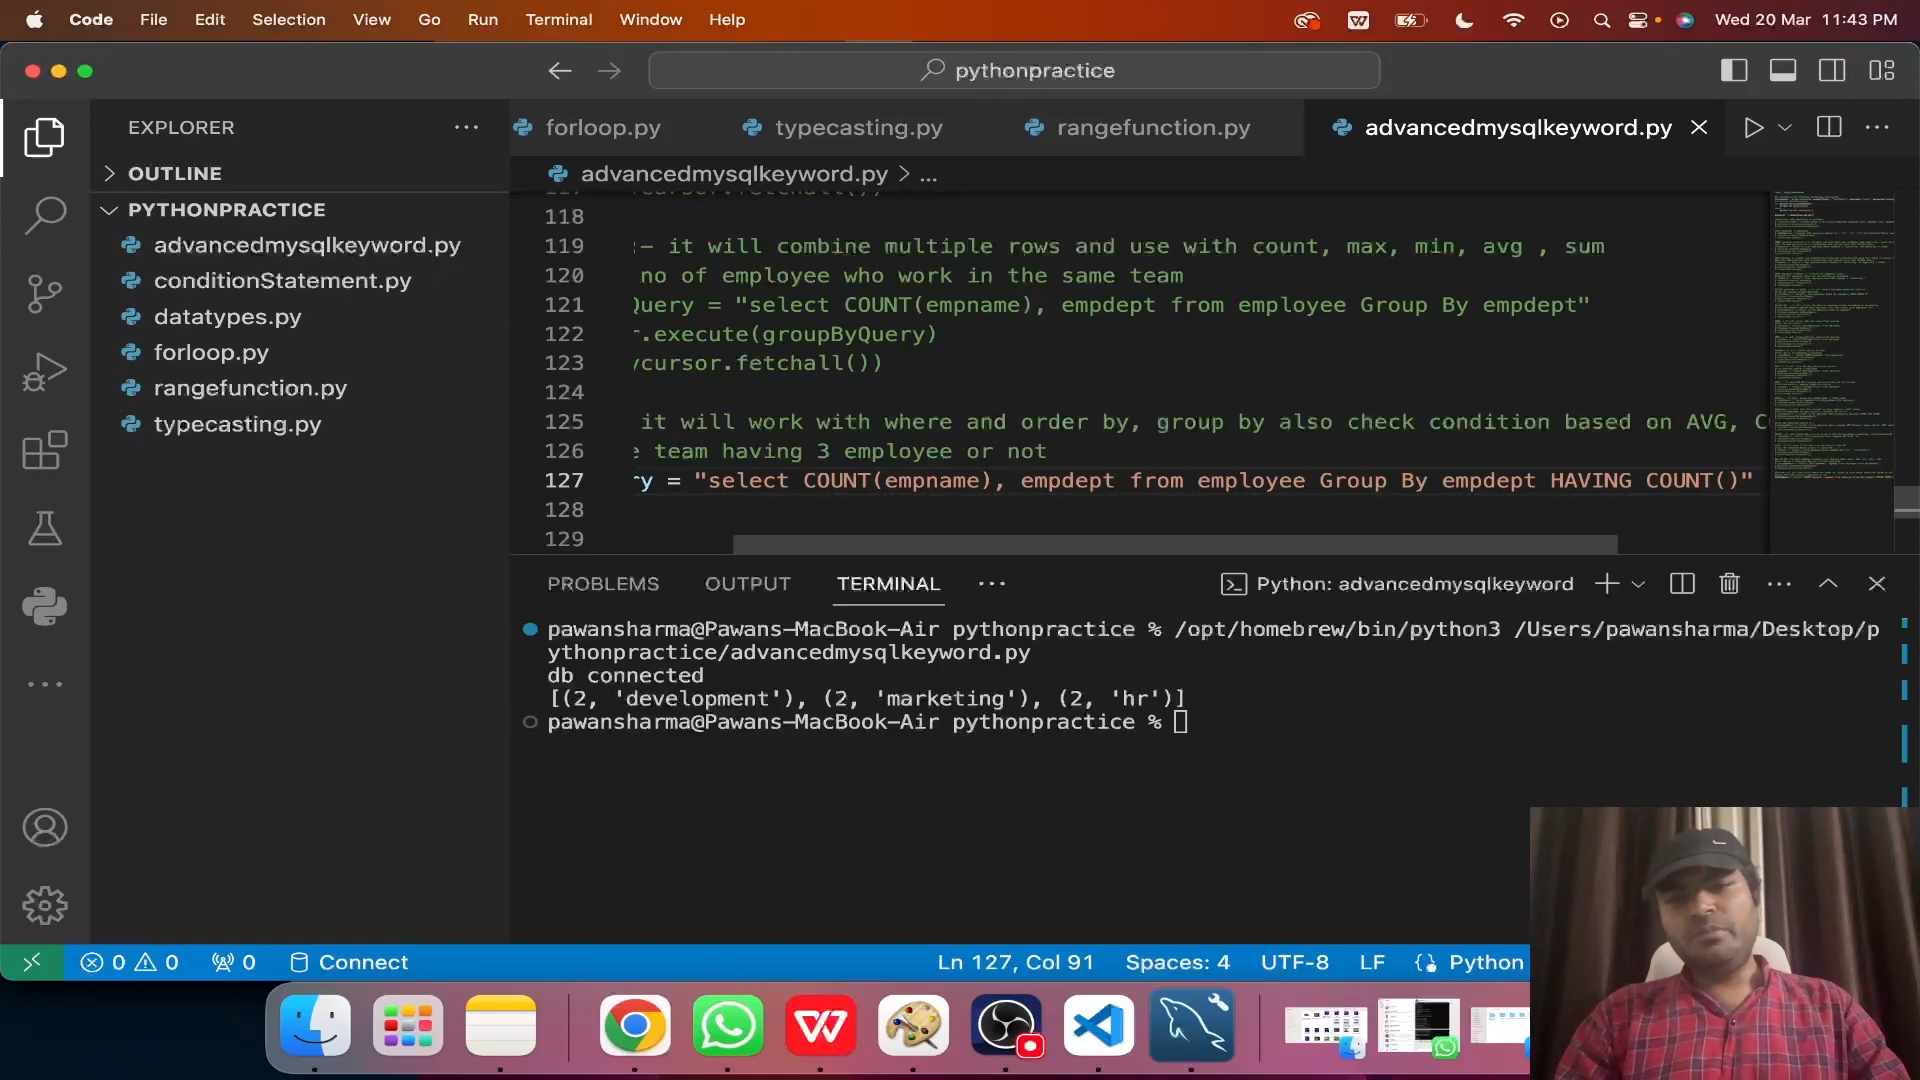 Code File Edit Selection View Go Run Terminal Window Help Wed 20 Mar 11:43 PM
pythonpractice
EXPLORER
forloop.py typecasting.py rangefunction.py advancedmysqlkeyword.py
OUTLINE
advancedmysqlkeyword.py > ...
PYTHONPRACTICE
advancedmysqlkeyword.py
conditionStatement.py
datatypes.py
forloop.py
rangefunction.py
typecasting.py
118
119 :- it will combine multiple rows and use with count, max, min, avg , sum
120 no of employee who work in the same team
121 Query = "select COUNT(empname), empdept from employee Group By empdept"
122 r.execute(groupByQuery)
123 ycursor.fetchall())
124
125 it will work with where and order by, group by also check condition based on AVG,
126 e team having 3 employee or not
127 ry = "select COUNT(empname), empdept from employee Group By empdept HAVING COUNT()"
128
129
PROBLEMS OUTPUT TERMINAL ... Python: advancedmysqlkeyword
pawansharma@Pawans-MacBook-Air pythonpractice % /opt/homebrew/bin/python3 /Users/pawansharma/Desktop/p
ythonpractice/advancedmysqlkeyword.py
db connected
[(2, 'development'), (2, 'marketing'), (2, 'hr')]
pawansharma@Pawans-MacBook-Air pythonpractice %
0 0 0 Connect Ln 127, Col 91 Spaces: 4 UTF-8 LF Python